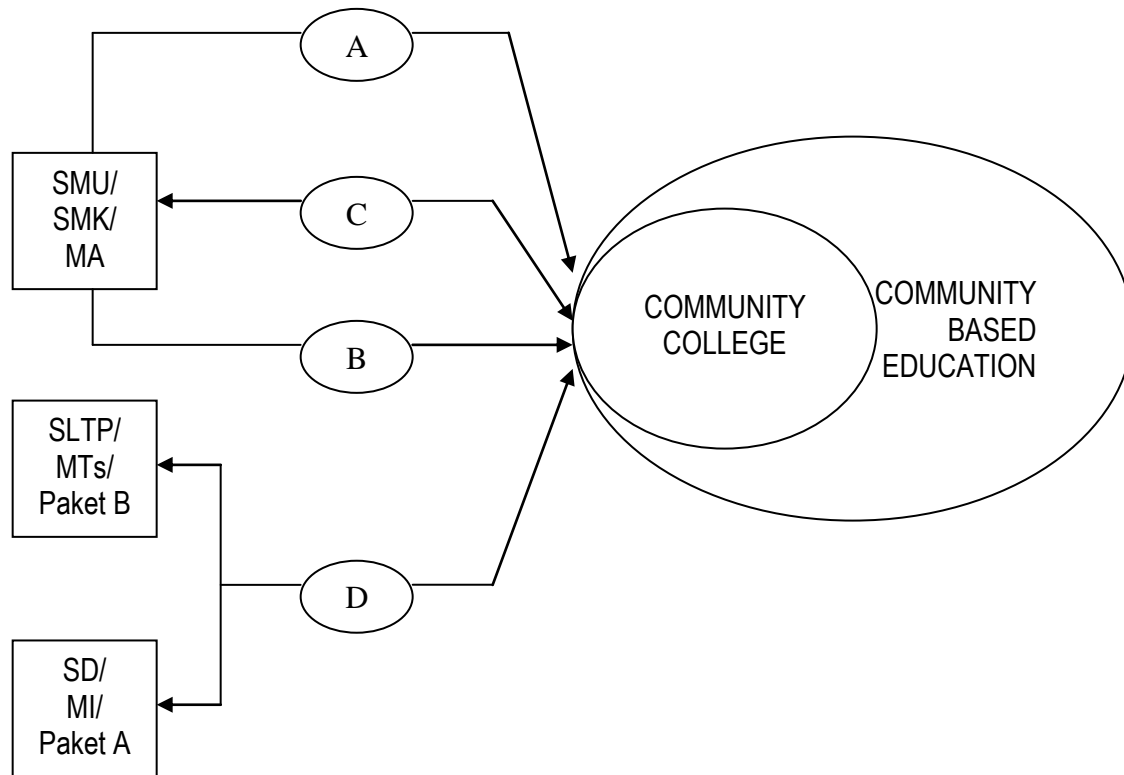 A
SMU/
SMK/
MA
C
B
COMMUNITY
COLLEGE
COMMUNITY
BASED
EDUCATION
SLTP/
MTs/
Paket B
D
SD/
MI/
Paket A